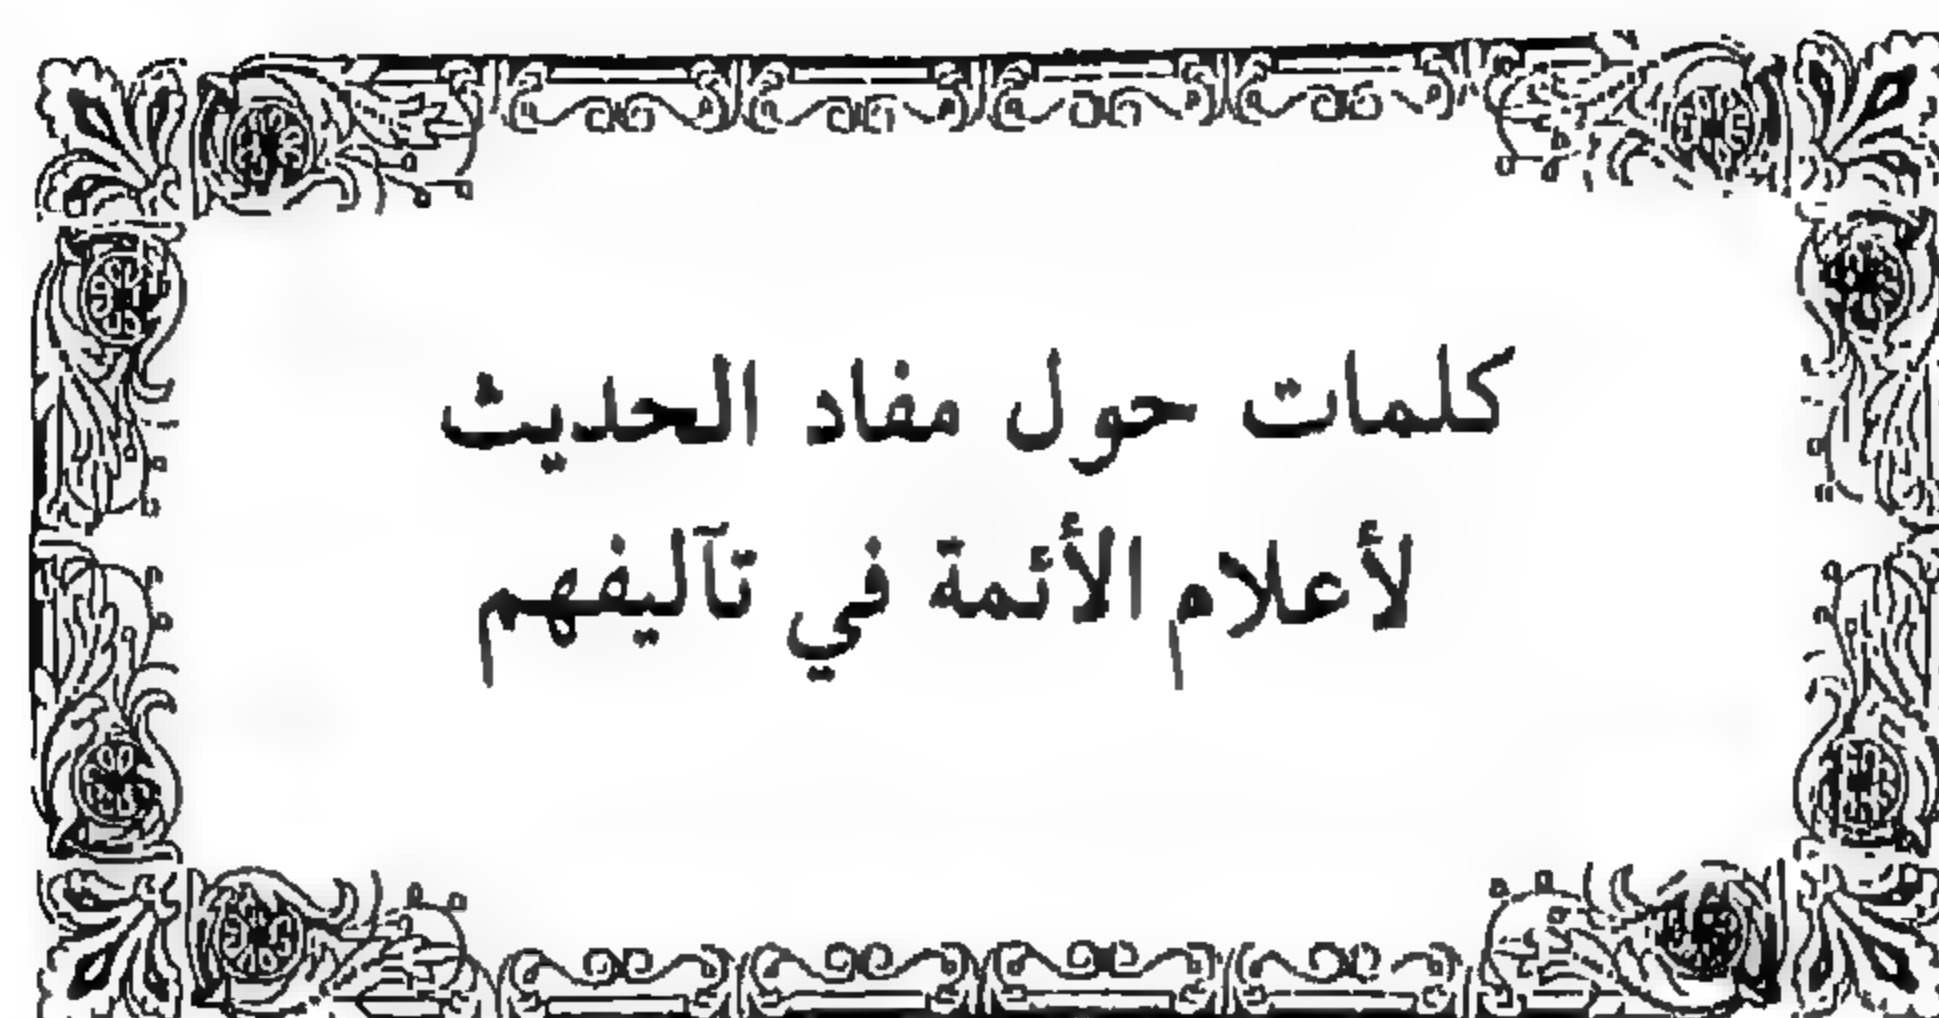 كلمات حول مفاد الحديث
لأعلام الأئمة في تآليفهم